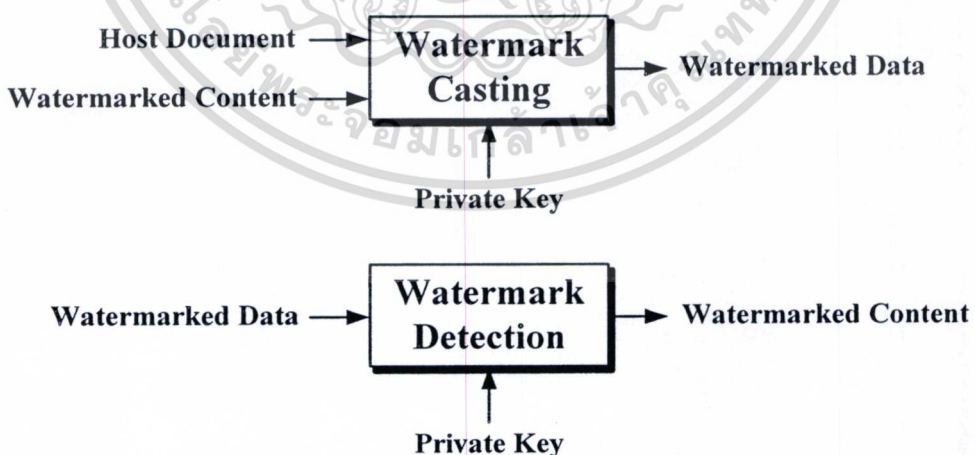 Host Document
Watermarked Content
Watermark
Casting
Watermarked Data
Private Key
Watermarked Data
Watermark
Detection
Watermarked Content
Private Key